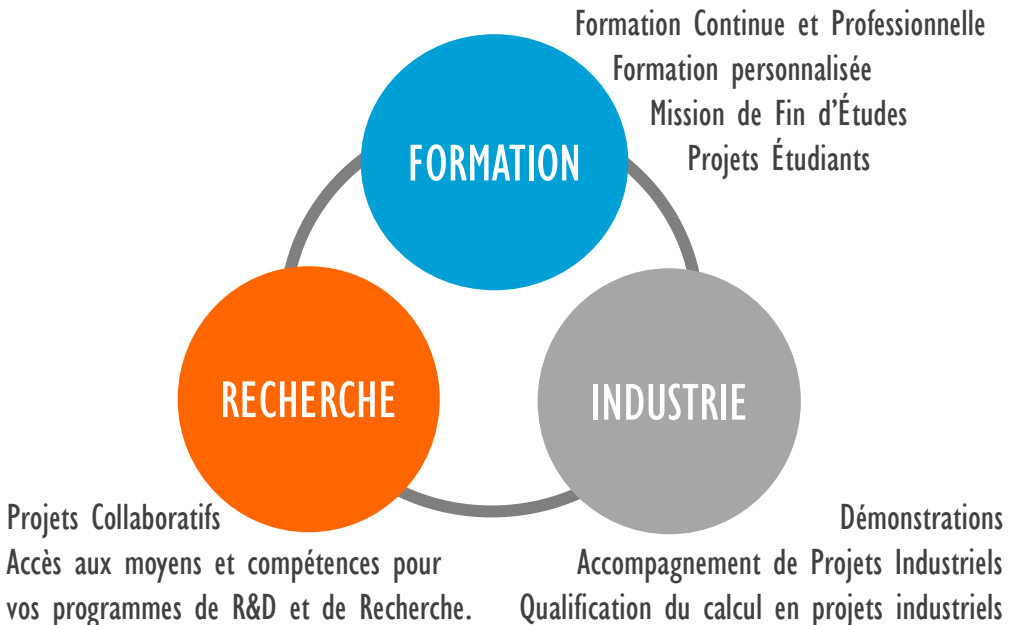 Formation Continue et Professionnelle
Formation personnalisée
Mission de Fin d'Études
Projets Étudiants
FORMATION
RECHERCHE
INDUSTRIE
Projets Collaboratifs
Accès aux moyens et compétences pour
vos programmes de R&D et de Recherche.
Démonstrations
Accompagnement de Projets Industriels
Qualification du calcul en projets industriels